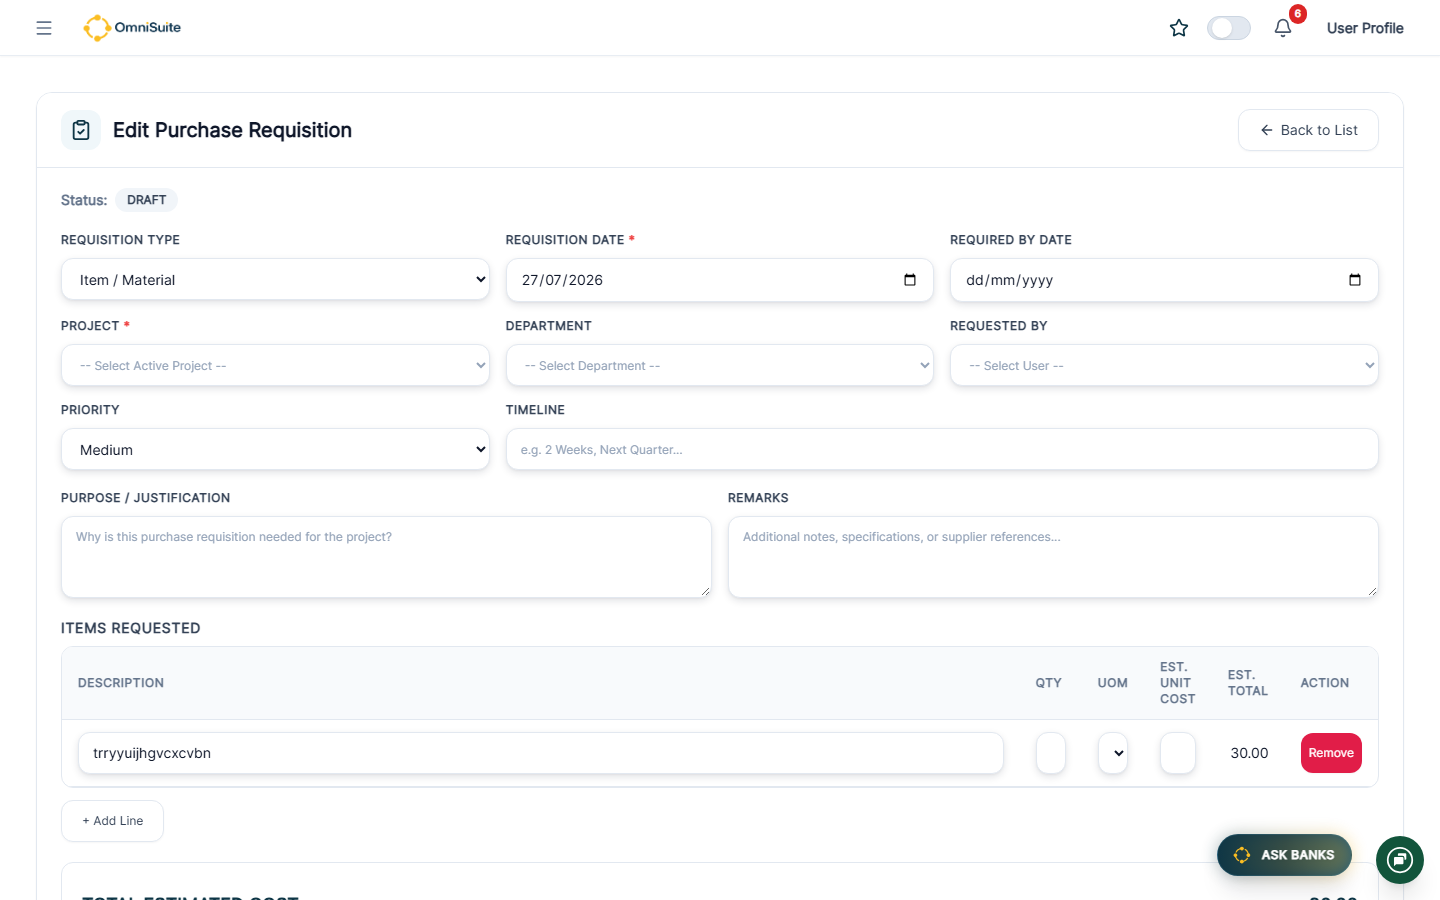 OmniSuite
6
User Profile
Edit Purchase Requisition
Back to List
Status: DRAFT
REQUISITION TYPE
REQUISITION DATE *
REQUIRED BY DATE
Item / Material
27/07/2026
dd/mm/yyyy
PROJECT *
DEPARTMENT
REQUESTED BY
-- Select Active Project --
-- Select Department --
-- Select User --
PRIORITY
TIMELINE
Medium
e.g. 2 Weeks, Next Quarter...
PURPOSE / JUSTIFICATION
REMARKS
Why is this purchase requisition needed for the project?
Additional notes, specifications, or supplier references...
ITEMS REQUESTED
DESCRIPTION
QTY
UOM
EST. UNIT COST
EST. TOTAL
ACTION
trryyuijhgvcxcvbn
30.00
Remove
+ Add Line
ASK BANKS
TOTAL ESTIMATED COST